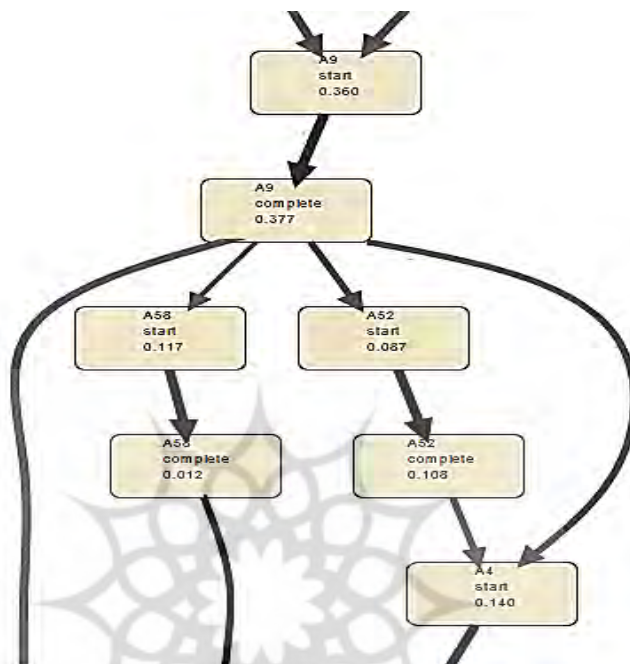 A9
start
0.360
A9
complete
0.377
A58
start
0.117
A52
start
0.087
A58
complete
0.012
A52
complete
0.108
A4
start
0.140